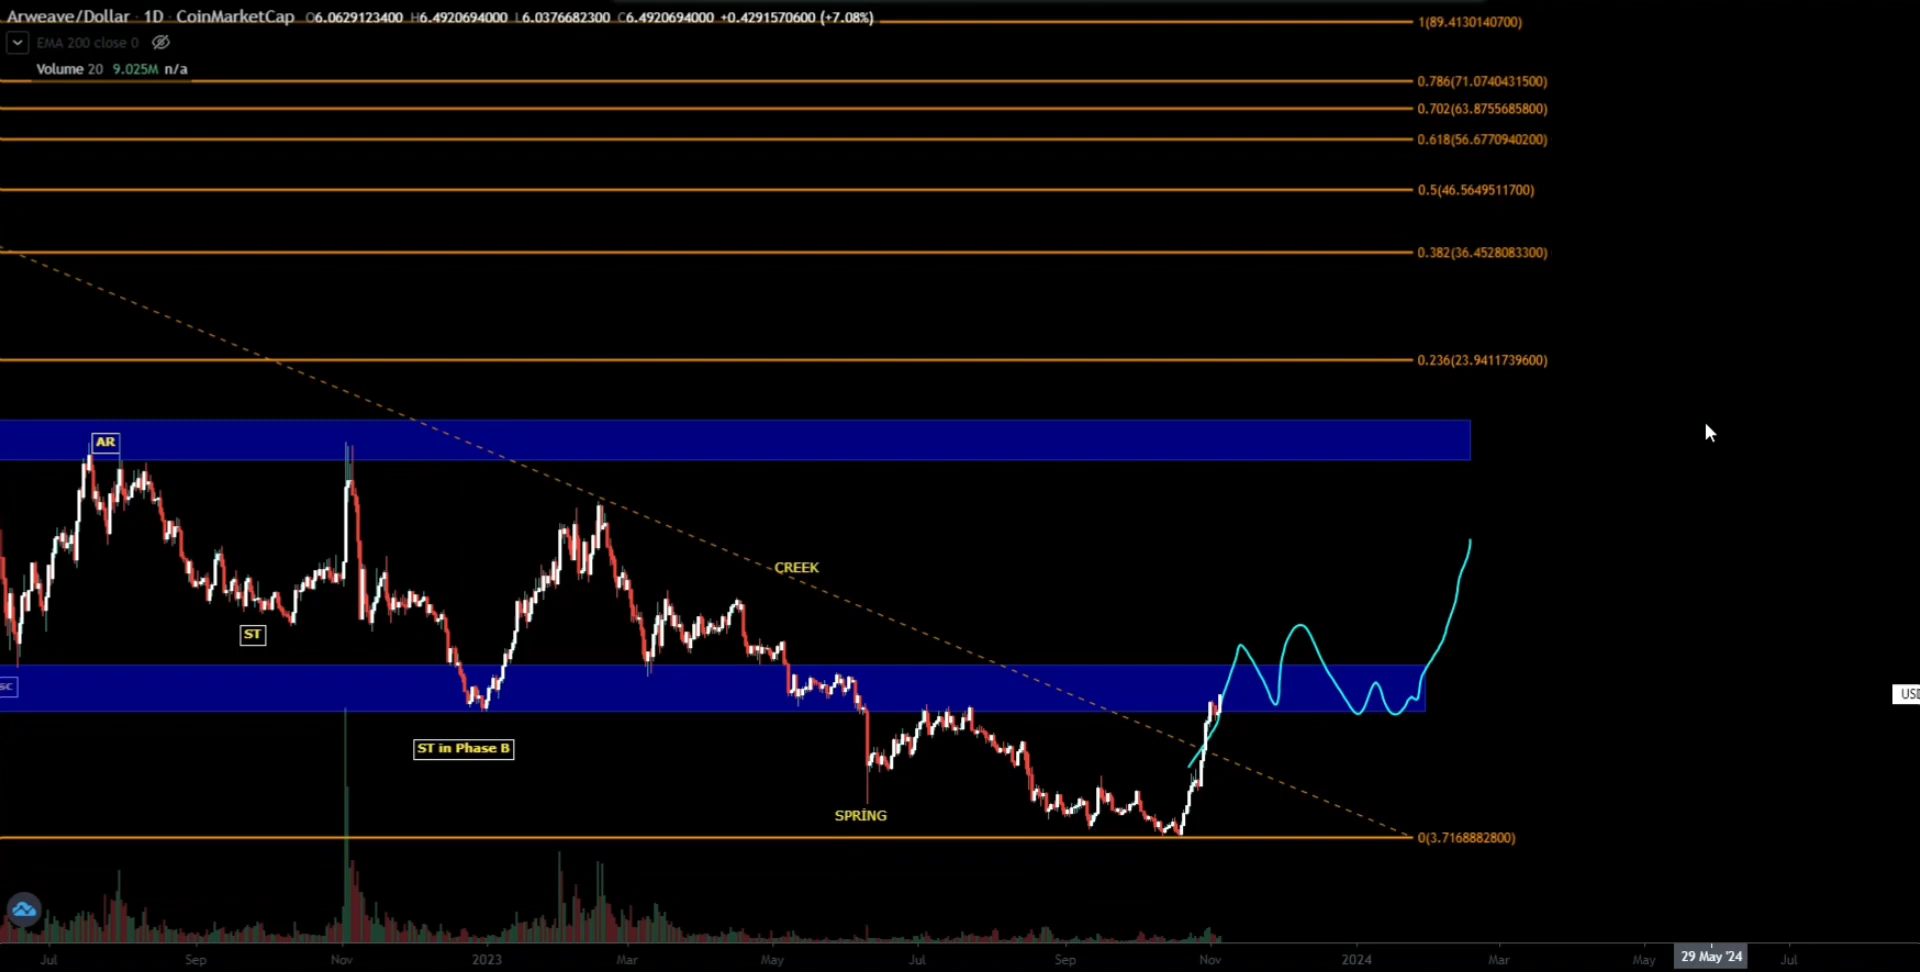 Arweave/Dollar · 1D · CoinMarketCap O6.0629123400 H6.4920694000 L6.0376682300 C6.4920694000 +0.4291570600 (+7.08%)
EMA 200 close 0
Volume 20 9.025M n/a
1(89.4130140700)
0.786(71.0740431500)
0.702(63.8755685800)
0.618(56.6770940200)
0.5(46.5649511700)
0.382(36.4528083300)
0.236(23.9411739600)
AR
CREEK
ST
SC
USD
ST in Phase B
SPRİNG
0(3.7168882800)
Jul Sep Nov 2023 Mar May Jul Sep Nov 2024 Mar May 29 May '24 Jul